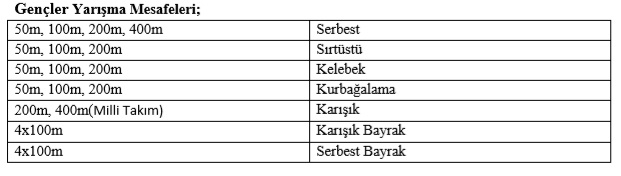 Gençler Yarışma Mesafeleri;
50m, 100m, 200m, 400m Serbest
50m, 100m, 200m Sırtüstü
50m, 100m, 200m Kelebek
50m, 100m, 200m Kurbağalama
200m, 400m(Milli Takım) Karışık
4x100m Karışık Bayrak
4x100m Serbest Bayrak